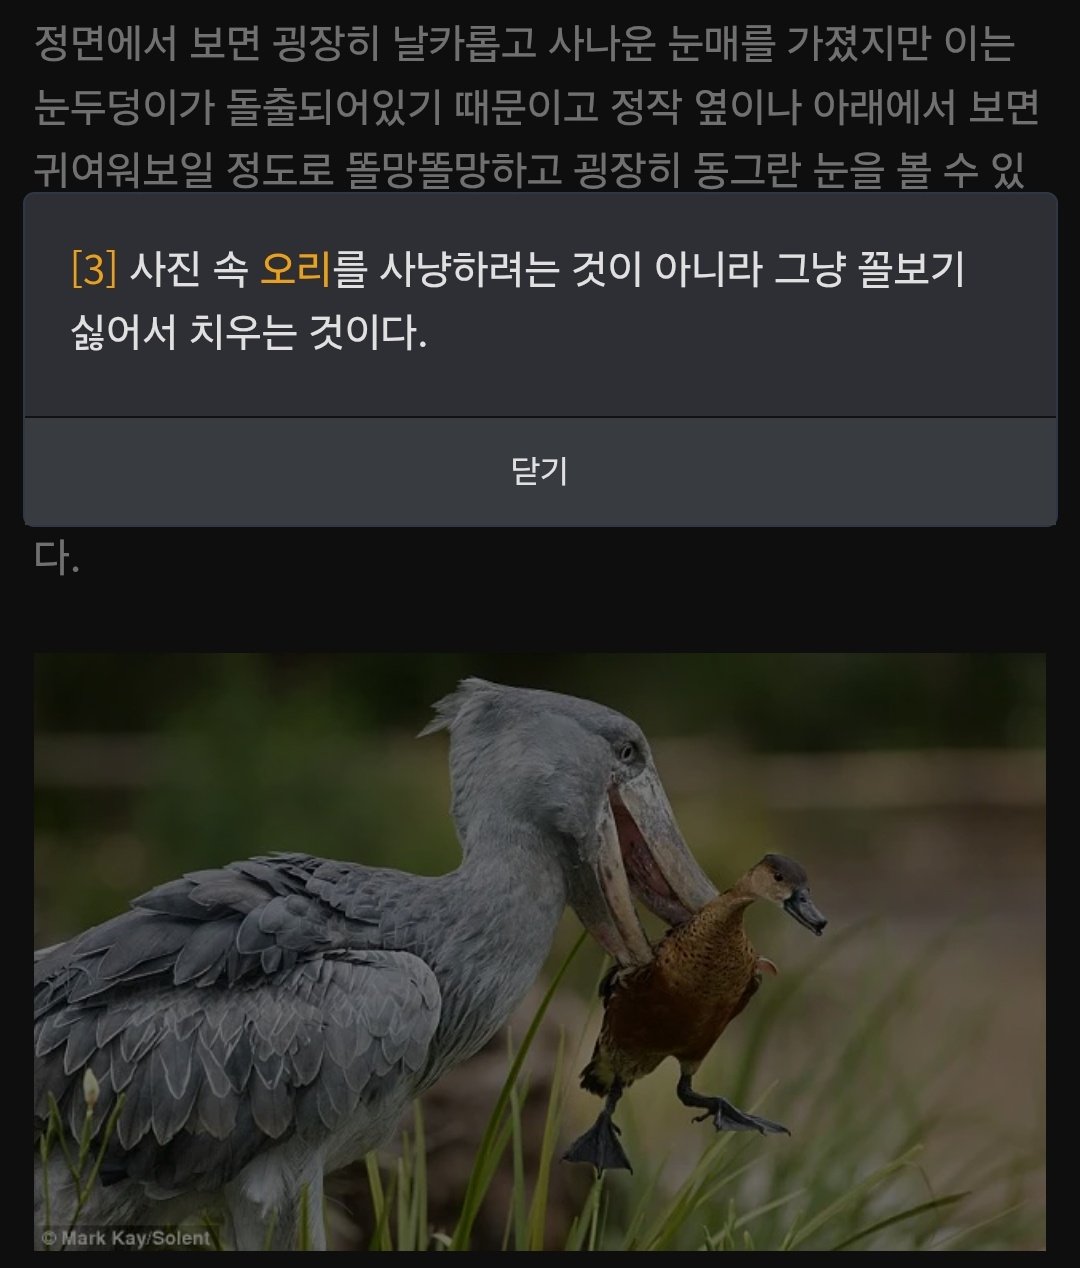 정면에서 보면 굉장히 날카롭고 사나운 눈매를 가졌지만 이는
눈두덩이가 돌출되어있기 때문이고 정작 옆이나 아래에서 보면
귀여워보일 정도로 똘망똘망하고 굉장히 동그란 눈을 볼 수 있
[3] 사진 속 오리를 사냥하려는 것이 아니라 그냥 꼴보기
싫어서 치우는 것이다.
닫기
다.
© Mark Kay/Solent